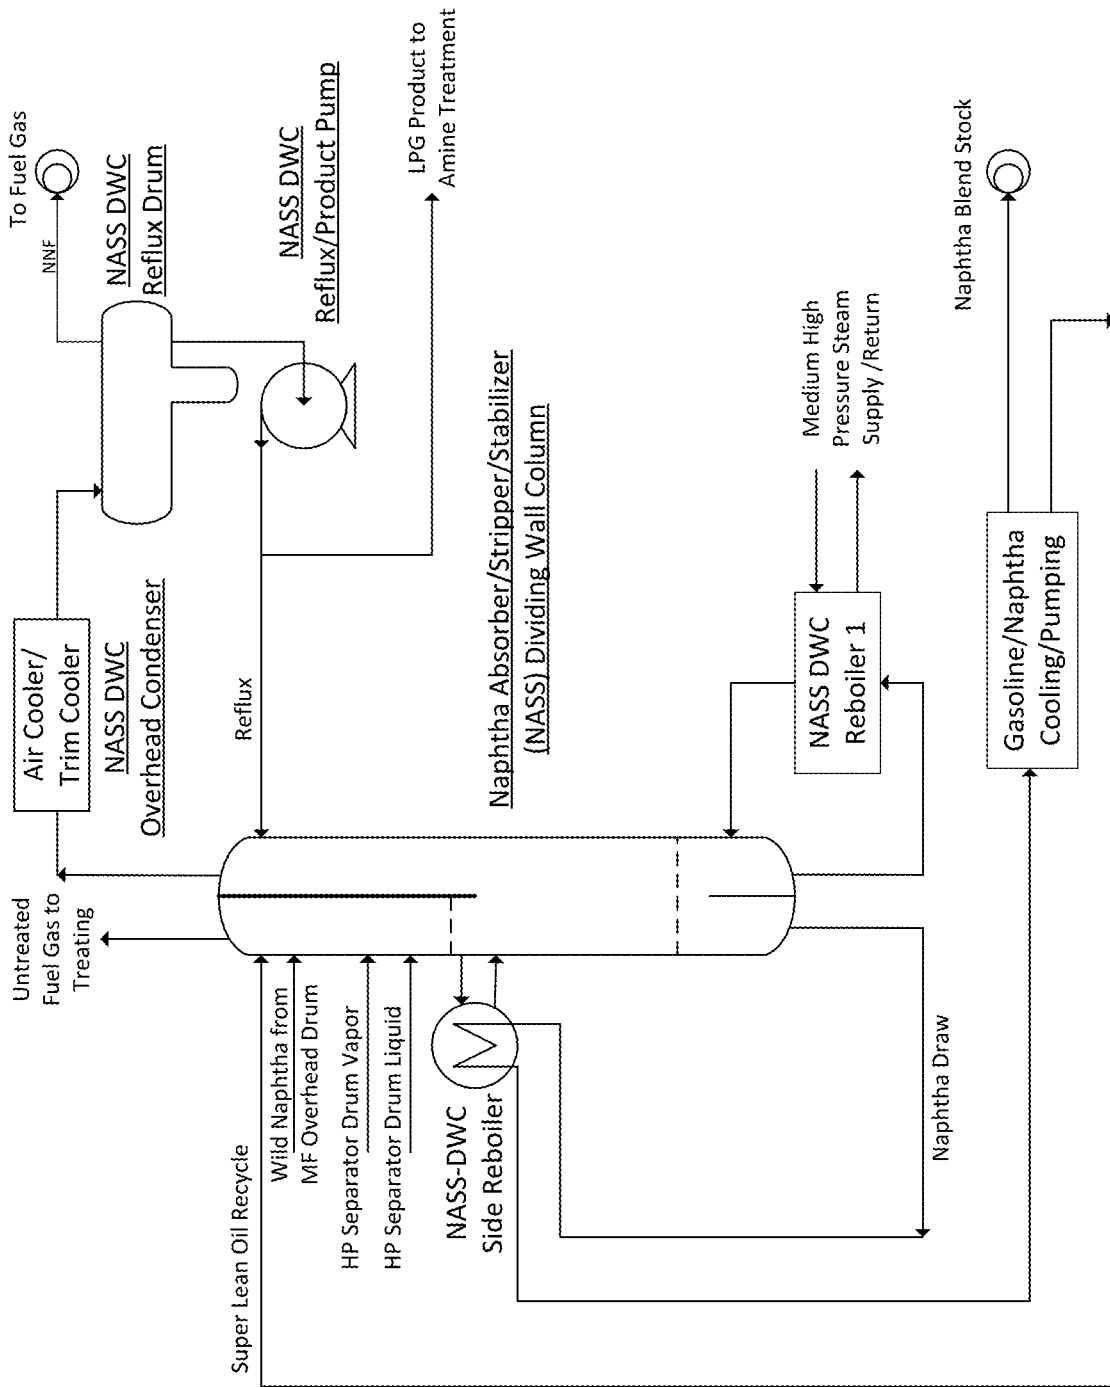 Untreated
Fuel Gas to
Treating
Air Cooler/
Trim Cooler
NASS DWC
Overhead Condenser
To Fuel Gas
NNF
NASS DWC
Reflux Drum
NASS DWC
Reflux/Product Pump
LPG Product to
Amine Treatment
Reflux
Super Lean Oil Recycle
Wild Naphtha from
MF Overhead Drum
HP Separator Drum Vapor
HP Separator Drum Liquid
NASS-DWC
Side Reboiler
Naphtha Absorber/Stripper/Stabilizer
(NASS) Dividing Wall Column
Medium High
Pressure Steam
Supply /Return
NASS DWC
Reboiler 1
Naphtha Draw
Gasoline/Naphtha
Cooling/Pumping
Naphtha Blend Stock